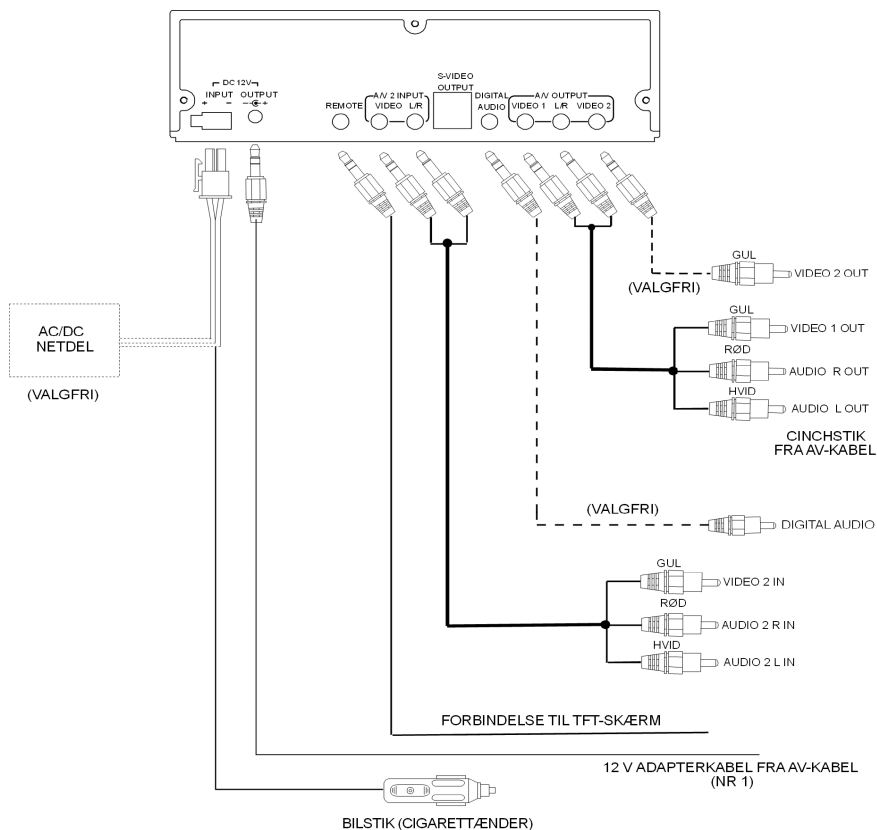 S-VIDEO
OUTPUT
DC 12V
INPUT OUTPUT
+ - - +
REMOTE
A/V 2 INPUT
VIDEO L/R
DIGITAL
AUDIO
A/V OUTPUT
VIDEO 1 L/R VIDEO 2
GUL
VIDEO 2 OUT
(VALGFRI)
GUL
VIDEO 1 OUT
RØD
AUDIO R OUT
HVID
AUDIO L OUT
CINCHSTIK
FRA AV-KABEL
AC/DC
NETDEL
(VALGFRI)
(VALGFRI)
DIGITAL AUDIO
GUL
VIDEO 2 IN
RØD
AUDIO 2 R IN
HVID
AUDIO 2 L IN
FORBINDELSE TIL TFT-SKÆRM
12 V ADAPTERKABEL FRA AV-KABEL
(NR 1)
BILSTIK (CIGARETTÆNDER)